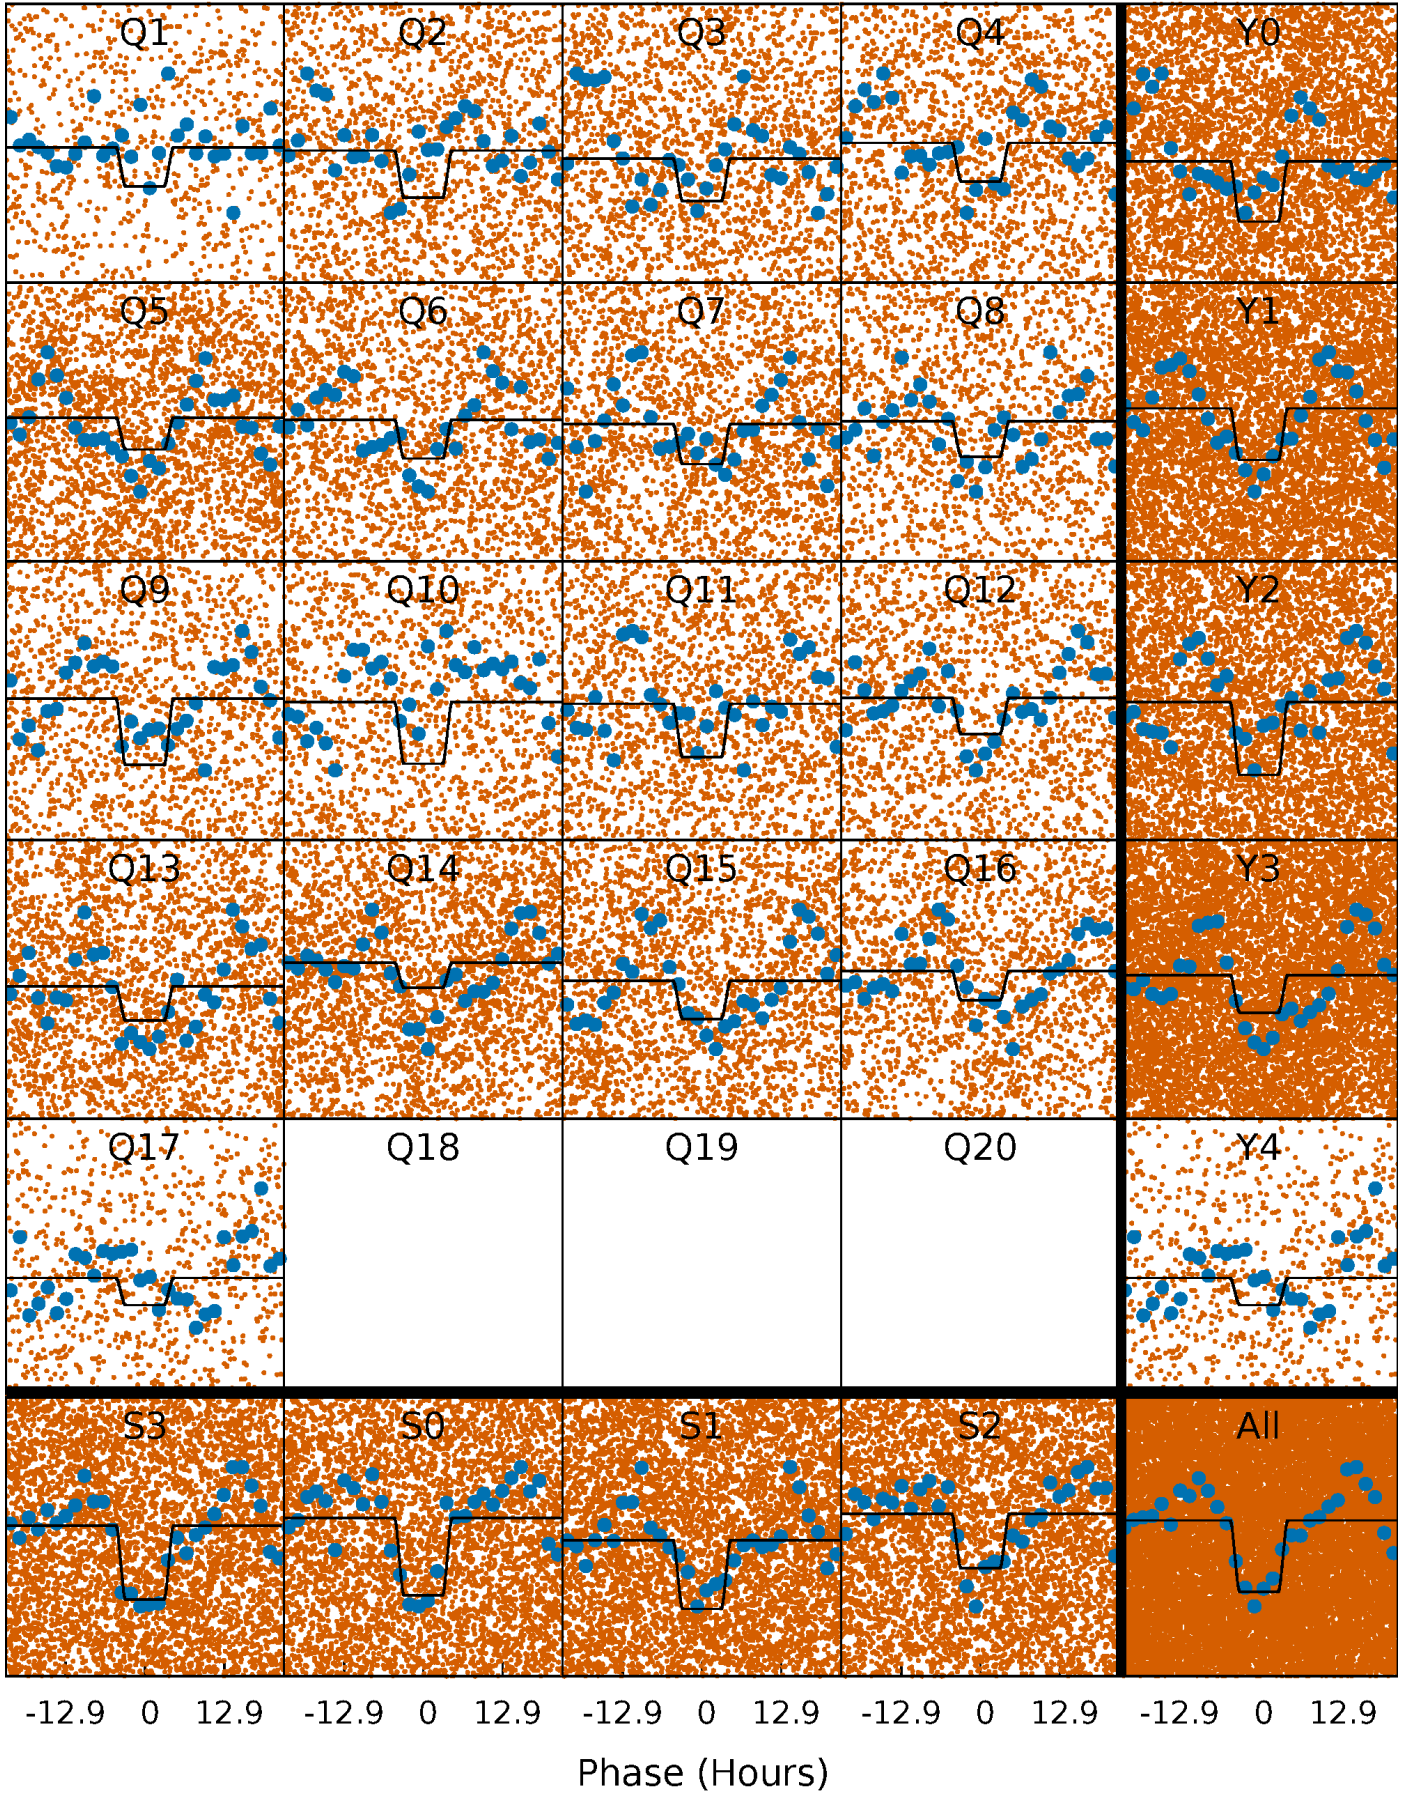 Q1 Q2 Q3 Q4 Y0
Q5 Q6 Q7 Q8 Y1
Q9 Q10 Q11 Q12 Y2
Q13 Q14 Q15 Q16 Y3
Q17 Q18 Q19 Q20 Y4
S3 S0 S1 S2 All
-12.9 0 12.9 -12.9 0 12.9 -12.9 0 12.9 -12.9 0 12.9 -12.9 0 12.9
Phase (Hours)